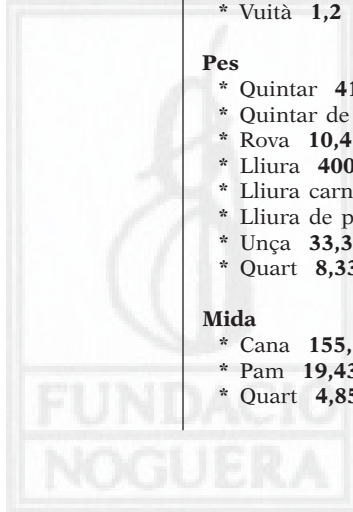 * Vuità 1,2
Pes
* Quintar 41
* Quintar de
* Rova 10,4
* Lliura 400
* Lliura carn
* Lliura de p
* Unça 33,3
* Quart 8,33
Mida
* Cana 155,
* Pam 19,43
* Quart 4,85
FUNDACIÓ
NOGUERA